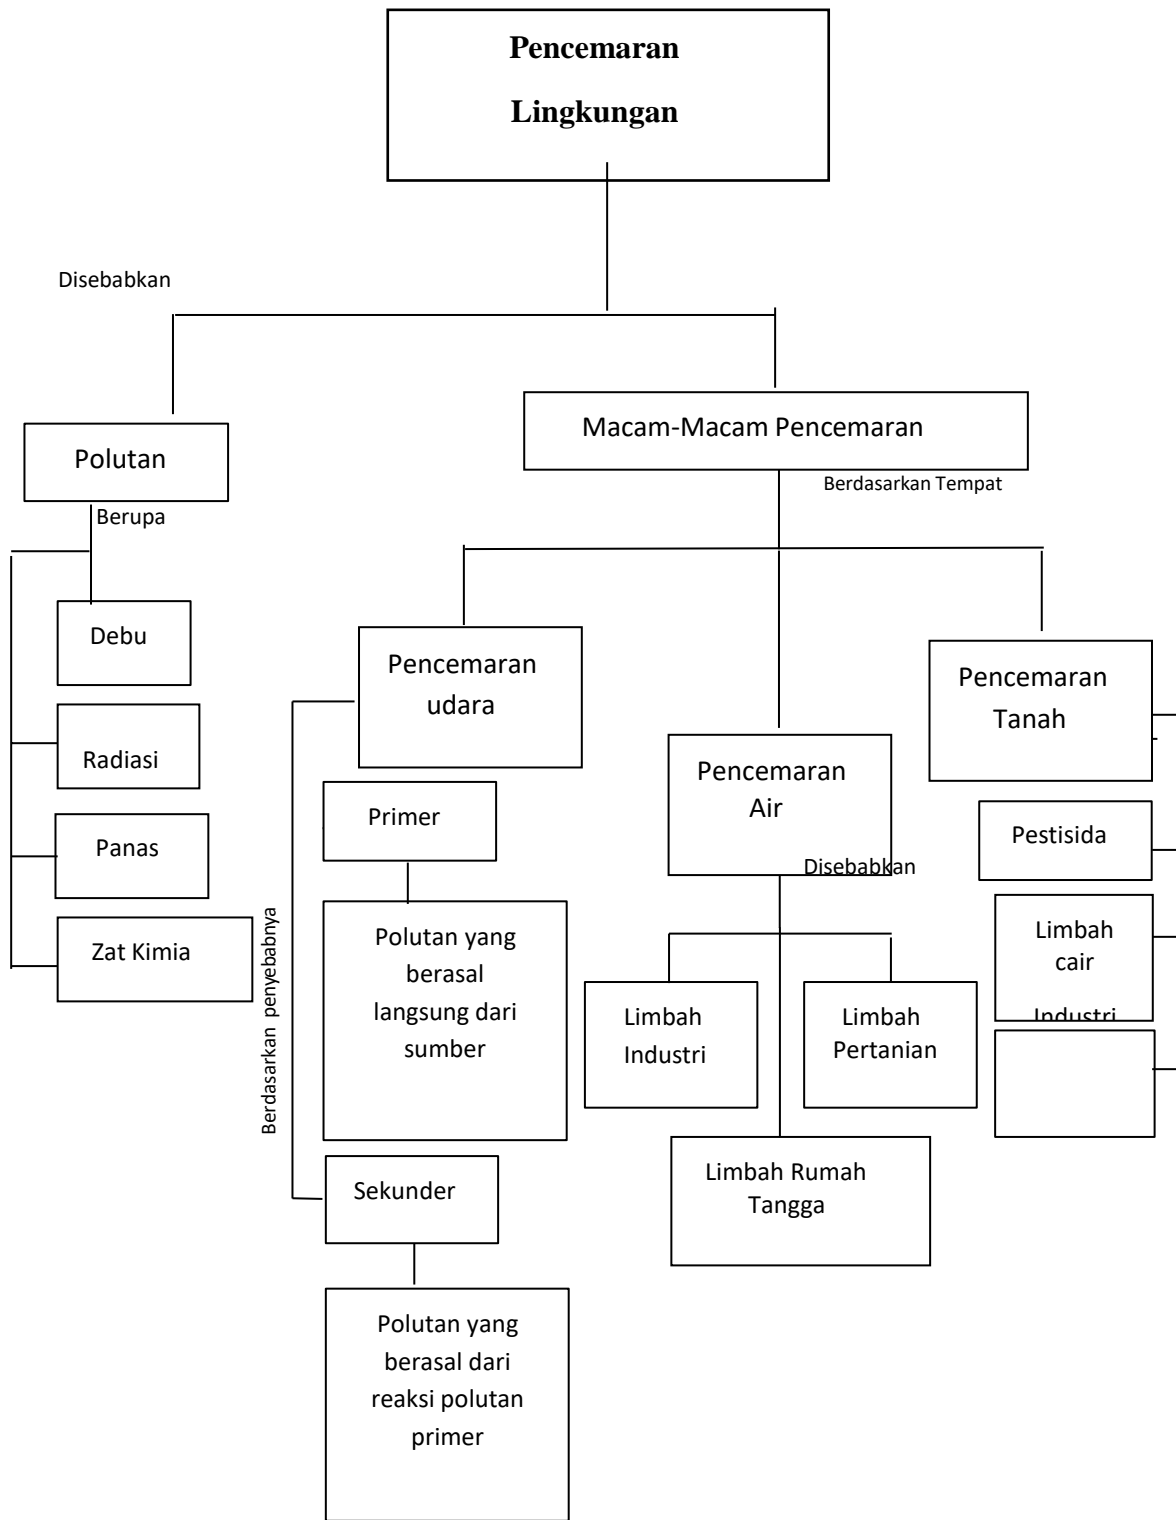 Pencemaran
Lingkungan
Disebabkan
Polutan
Berupa
Debu
Radiasi
Panas
Zat Kimia
Macam-Macam Pencemaran
Berdasarkan Tempat
Pencemaran
udara
Berdasarkan penyebabnya
Primer
Polutan yang
berasal
langsung dari
sumber
Sekunder
Polutan yang
berasal dari
reaksi polutan
primer
Pencemaran
Air
Disebabkan
Limbah
Industri
Limbah
Pertanian
Limbah Rumah
Tangga
Pencemaran
Tanah
Pestisida
Limbah
cair
Industri